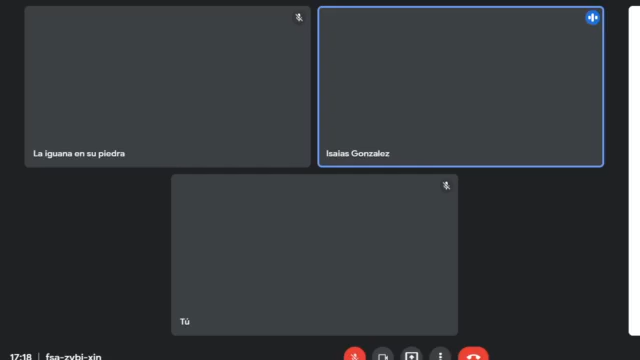 La iguana en su piedra
Isaias Gonzalez
Tú
17:18 | fsa-zybi-xin